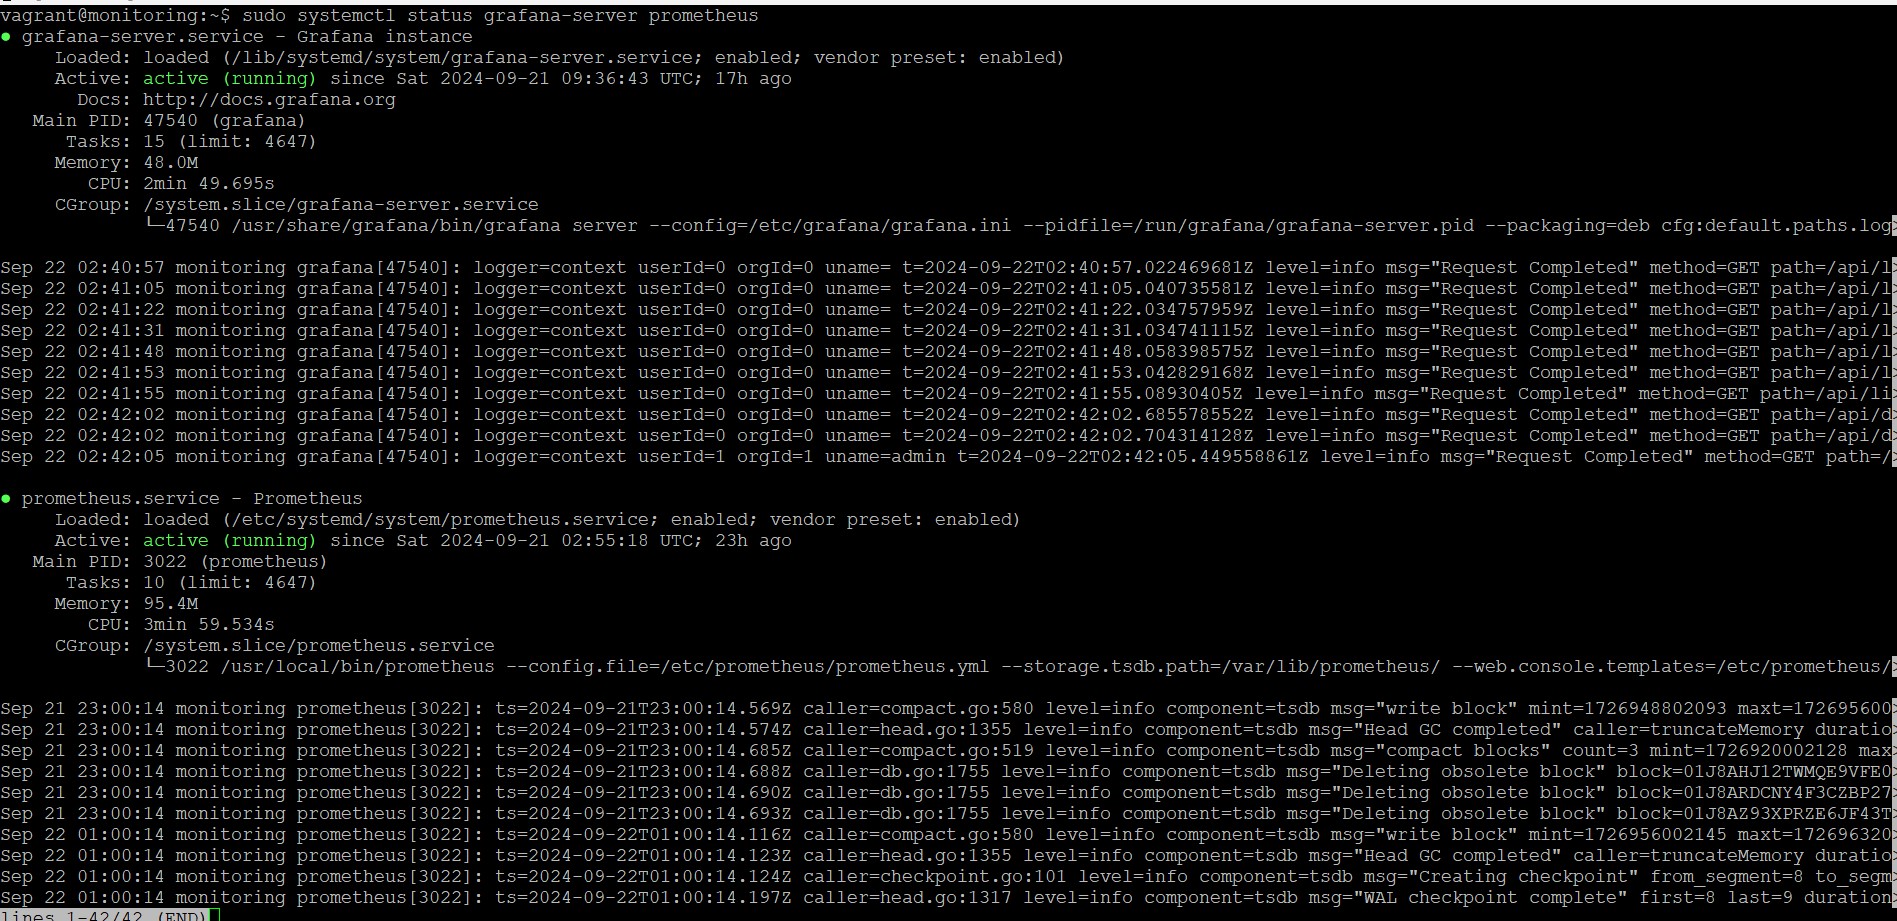 vagrant@monitoring:~$ sudo systemctl status grafana-server prometheus
● grafana-server.service - Grafana instance
Loaded: loaded (/lib/systemd/system/grafana-server.service; enabled; vendor preset: enabled)
Active: active (running) since Sat 2024-09-21 09:36:43 UTC; 17h ago
Docs: http://docs.grafana.org
Main PID: 47540 (grafana)
Tasks: 15 (limit: 4647)
Memory: 48.0M
CPU: 2min 49.695s
CGroup: /system.slice/grafana-server.service
└─47540 /usr/share/grafana/bin/grafana server --config=/etc/grafana/grafana.ini --pidfile=/run/grafana/grafana-server.pid --packaging=deb cfg:default.paths.log>
Sep 22 02:40:57 monitoring grafana[47540]: logger=context userId=0 orgId=0 uname= t=2024-09-22T02:40:57.022469681Z level=info msg="Request Completed" method=GET path=/api/l>
Sep 22 02:41:05 monitoring grafana[47540]: logger=context userId=0 orgId=0 uname= t=2024-09-22T02:41:05.040735581Z level=info msg="Request Completed" method=GET path=/api/l>
Sep 22 02:41:22 monitoring grafana[47540]: logger=context userId=0 orgId=0 uname= t=2024-09-22T02:41:22.034757959Z level=info msg="Request Completed" method=GET path=/api/l>
Sep 22 02:41:31 monitoring grafana[47540]: logger=context userId=0 orgId=0 uname= t=2024-09-22T02:41:31.034741115Z level=info msg="Request Completed" method=GET path=/api/l>
Sep 22 02:41:48 monitoring grafana[47540]: logger=context userId=0 orgId=0 uname= t=2024-09-22T02:41:48.058398575Z level=info msg="Request Completed" method=GET path=/api/l>
Sep 22 02:41:53 monitoring grafana[47540]: logger=context userId=0 orgId=0 uname= t=2024-09-22T02:41:53.042829168Z level=info msg="Request Completed" method=GET path=/api/l>
Sep 22 02:41:55 monitoring grafana[47540]: logger=context userId=0 orgId=0 uname= t=2024-09-22T02:41:55.08930405Z level=info msg="Request Completed" method=GET path=/api/li>
Sep 22 02:42:02 monitoring grafana[47540]: logger=context userId=0 orgId=0 uname= t=2024-09-22T02:42:02.685578552Z level=info msg="Request Completed" method=GET path=/api/d>
Sep 22 02:42:02 monitoring grafana[47540]: logger=context userId=0 orgId=0 uname= t=2024-09-22T02:42:02.704314128Z level=info msg="Request Completed" method=GET path=/api/d>
Sep 22 02:42:05 monitoring grafana[47540]: logger=context userId=1 orgId=1 uname=admin t=2024-09-22T02:42:05.449558861Z level=info msg="Request Completed" method=GET path=/>
● prometheus.service - Prometheus
Loaded: loaded (/etc/systemd/system/prometheus.service; enabled; vendor preset: enabled)
Active: active (running) since Sat 2024-09-21 02:55:18 UTC; 23h ago
Main PID: 3022 (prometheus)
Tasks: 10 (limit: 4647)
Memory: 95.4M
CPU: 3min 59.534s
CGroup: /system.slice/prometheus.service
└─3022 /usr/local/bin/prometheus --config.file=/etc/prometheus/prometheus.yml --storage.tsdb.path=/var/lib/prometheus/ --web.console.templates=/etc/prometheus/>
Sep 21 23:00:14 monitoring prometheus[3022]: ts=2024-09-21T23:00:14.569Z caller=compact.go:580 level=info component=tsdb msg="write block" mint=1726948802093 maxt=172695600>
Sep 21 23:00:14 monitoring prometheus[3022]: ts=2024-09-21T23:00:14.574Z caller=head.go:1355 level=info component=tsdb msg="Head GC completed" caller=truncateMemory duratio>
Sep 21 23:00:14 monitoring prometheus[3022]: ts=2024-09-21T23:00:14.685Z caller=compact.go:519 level=info component=tsdb msg="compact blocks" count=3 mint=1726920002128 max>
Sep 21 23:00:14 monitoring prometheus[3022]: ts=2024-09-21T23:00:14.688Z caller=db.go:1755 level=info component=tsdb msg="Deleting obsolete block" block=01J8AHJ12TWMQE9VFE0>
Sep 21 23:00:14 monitoring prometheus[3022]: ts=2024-09-21T23:00:14.690Z caller=db.go:1755 level=info component=tsdb msg="Deleting obsolete block" block=01J8ARDCNY4F3CZBP27>
Sep 21 23:00:14 monitoring prometheus[3022]: ts=2024-09-21T23:00:14.693Z caller=db.go:1755 level=info component=tsdb msg="Deleting obsolete block" block=01J8AZ93XPRZE6JF43T>
Sep 22 01:00:14 monitoring prometheus[3022]: ts=2024-09-22T01:00:14.116Z caller=compact.go:580 level=info component=tsdb msg="write block" mint=1726956002145 maxt=172696320>
Sep 22 01:00:14 monitoring prometheus[3022]: ts=2024-09-22T01:00:14.123Z caller=head.go:1355 level=info component=tsdb msg="Head GC completed" caller=truncateMemory duratio>
Sep 22 01:00:14 monitoring prometheus[3022]: ts=2024-09-22T01:00:14.124Z caller=checkpoint.go:101 level=info component=tsdb msg="Creating checkpoint" from_segment=8 to_segm>
Sep 22 01:00:14 monitoring prometheus[3022]: ts=2024-09-22T01:00:14.197Z caller=head.go:1317 level=info component=tsdb msg="WAL checkpoint complete" first=8 last=9 duration>
lines 1-42/42 (END)